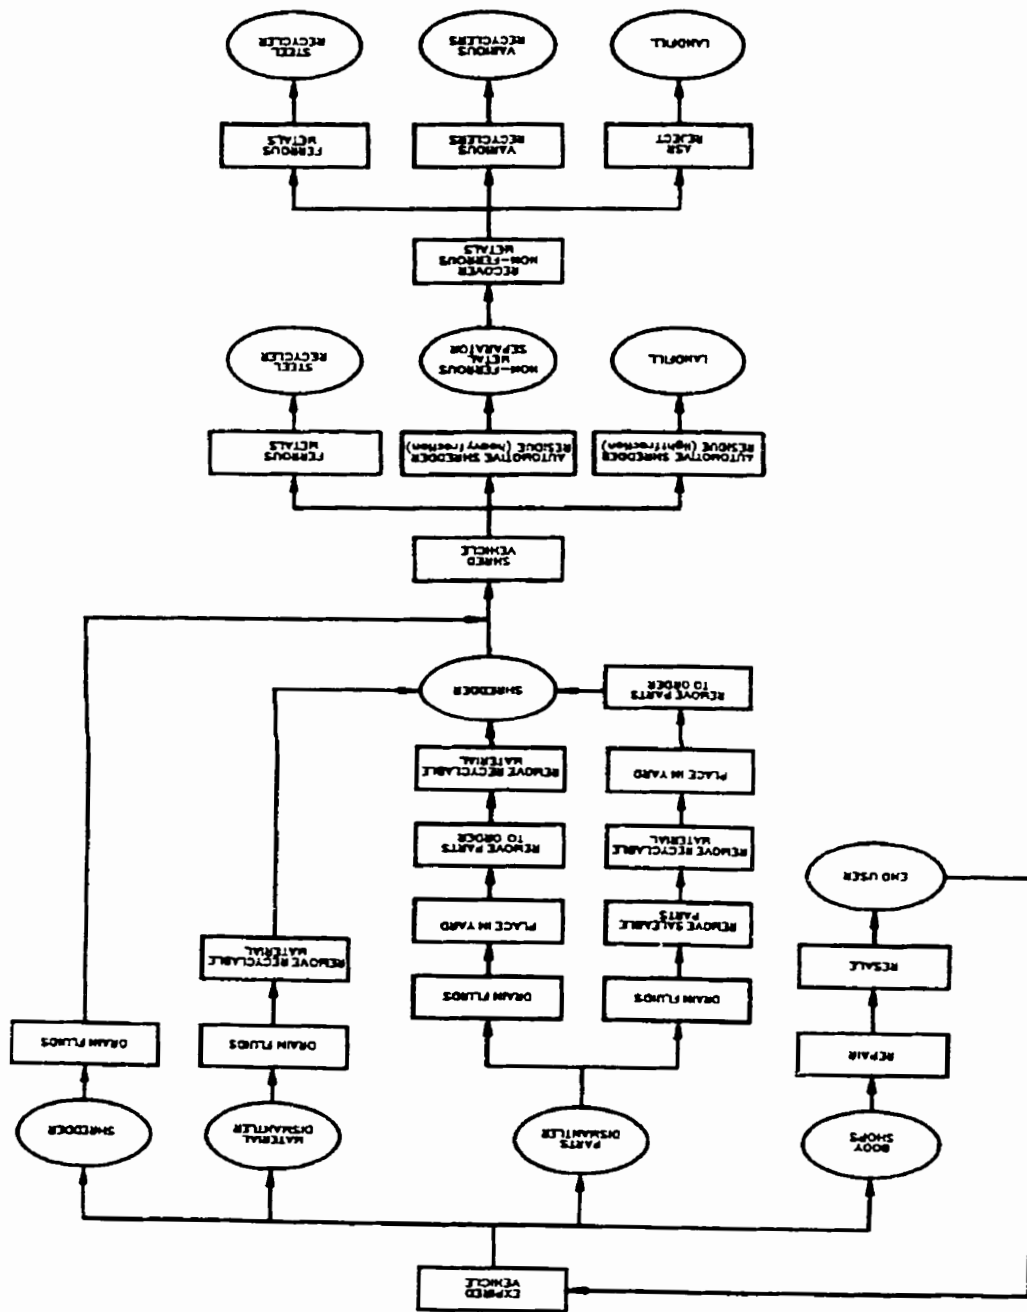 EXPIRED
VEHICLE
BODY
SHOPS
PARTS
DISMANTLER
MATERIAL
DISMANTLER
SHREDDER
REPAIR
DRAIN FLUIDS
DRAIN FLUIDS
DRAIN FLUIDS
DRAIN FLUIDS
RESALE
REMOVE SALEABLE
PARTS
PLACE IN YARD
REMOVE RECYCLABLE
MATERIAL
END USER
REMOVE RECYCLABLE
MATERIAL
REMOVE PARTS
TO ORDER
PLACE IN YARD
REMOVE RECYCLABLE
MATERIAL
REMOVE PARTS
TO ORDER
SHREDDER
SHRED
VEHICLE
AUTOMOTIVE SHREDDER
RESIDUE (light fraction)
AUTOMOTIVE SHREDDER
RESIDUE (heavy fraction)
FERROUS
METALS
LANDFILL
NON-FERROUS
METAL
SEPARATOR
STEEL
RECYCLER
RECOVER
NON-FERROUS
METALS
ASR
REJECT
VARIOUS
RECYCLERS
FERROUS
METALS
LANDFILL
VARIOUS
RECYCLERS
STEEL
RECYCLER